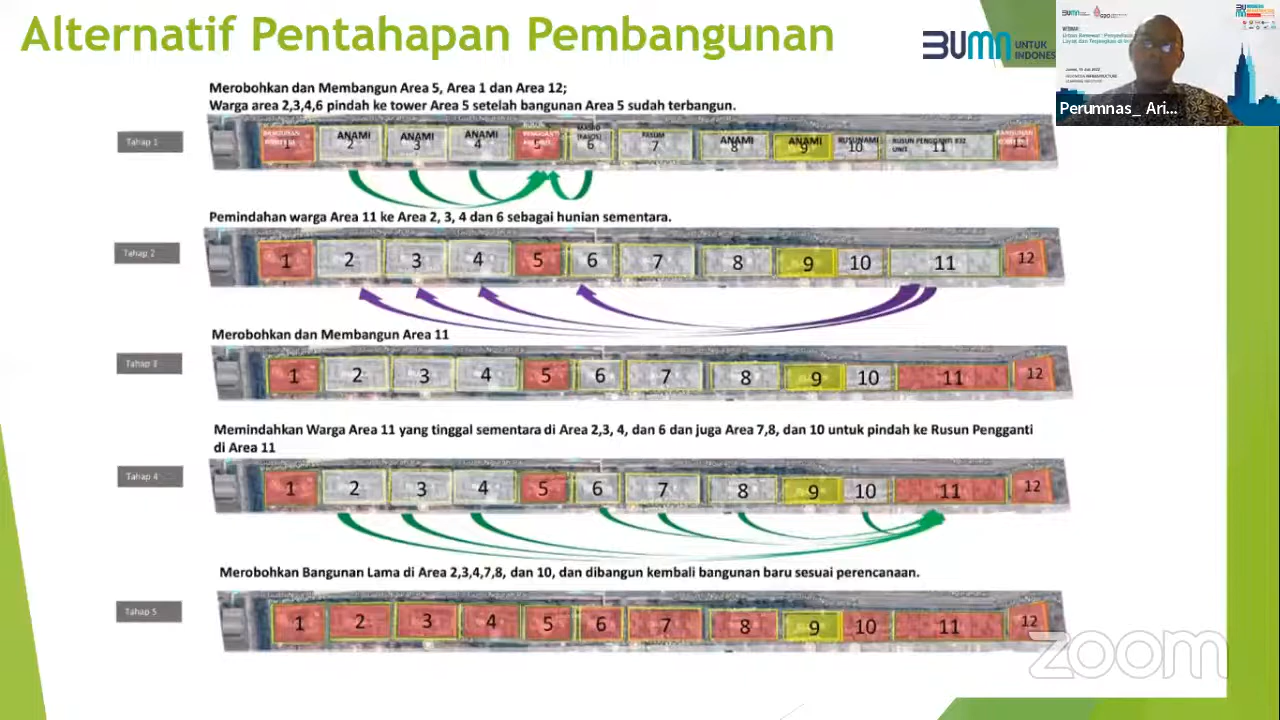 Alternatif Pentahapan Pembangunan
BUMN UNTUK
INDONES
Perumnas_ Ari...
Merobohkan dan Membangun Area 5, Area 1 dan Area 12;
Warga area 2,3,4,6 pindah ke tower Area 5 setelah bangunan Area 5 sudah terbangun.
Tahap 1
ANAMI ANAMI ANAMI FASUM ANAMI ANAMI RUSUNAMI RUSUN PENGGANTI 832
UNIT
1 2 3 4 5 6 7 8 9 10 11 12
Pemindahan warga Area 11 ke Area 2, 3, 4 dan 6 sebagai hunian sementara.
Tahap 2
1 2 3 4 5 6 7 8 9 10 11 12
Merobohkan dan Membangun Area 11
Tahap 3
1 2 3 4 5 6 7 8 9 10 11 12
Memindahkan Warga Area 11 yang tinggal sementara di Area 2,3, 4, dan 6 dan juga Area 7,8, dan 10 untuk pindah ke Rusun Pengganti
di Area 11
Tahap 4
1 2 3 4 5 6 7 8 9 10 11 12
Merobohkan Bangunan Lama di Area 2,3,4,7,8, dan 10, dan dibangun kembali bangunan baru sesuai perencanaan.
Tahap 5
1 2 3 4 5 6 7 8 9 10 11 12
zoom